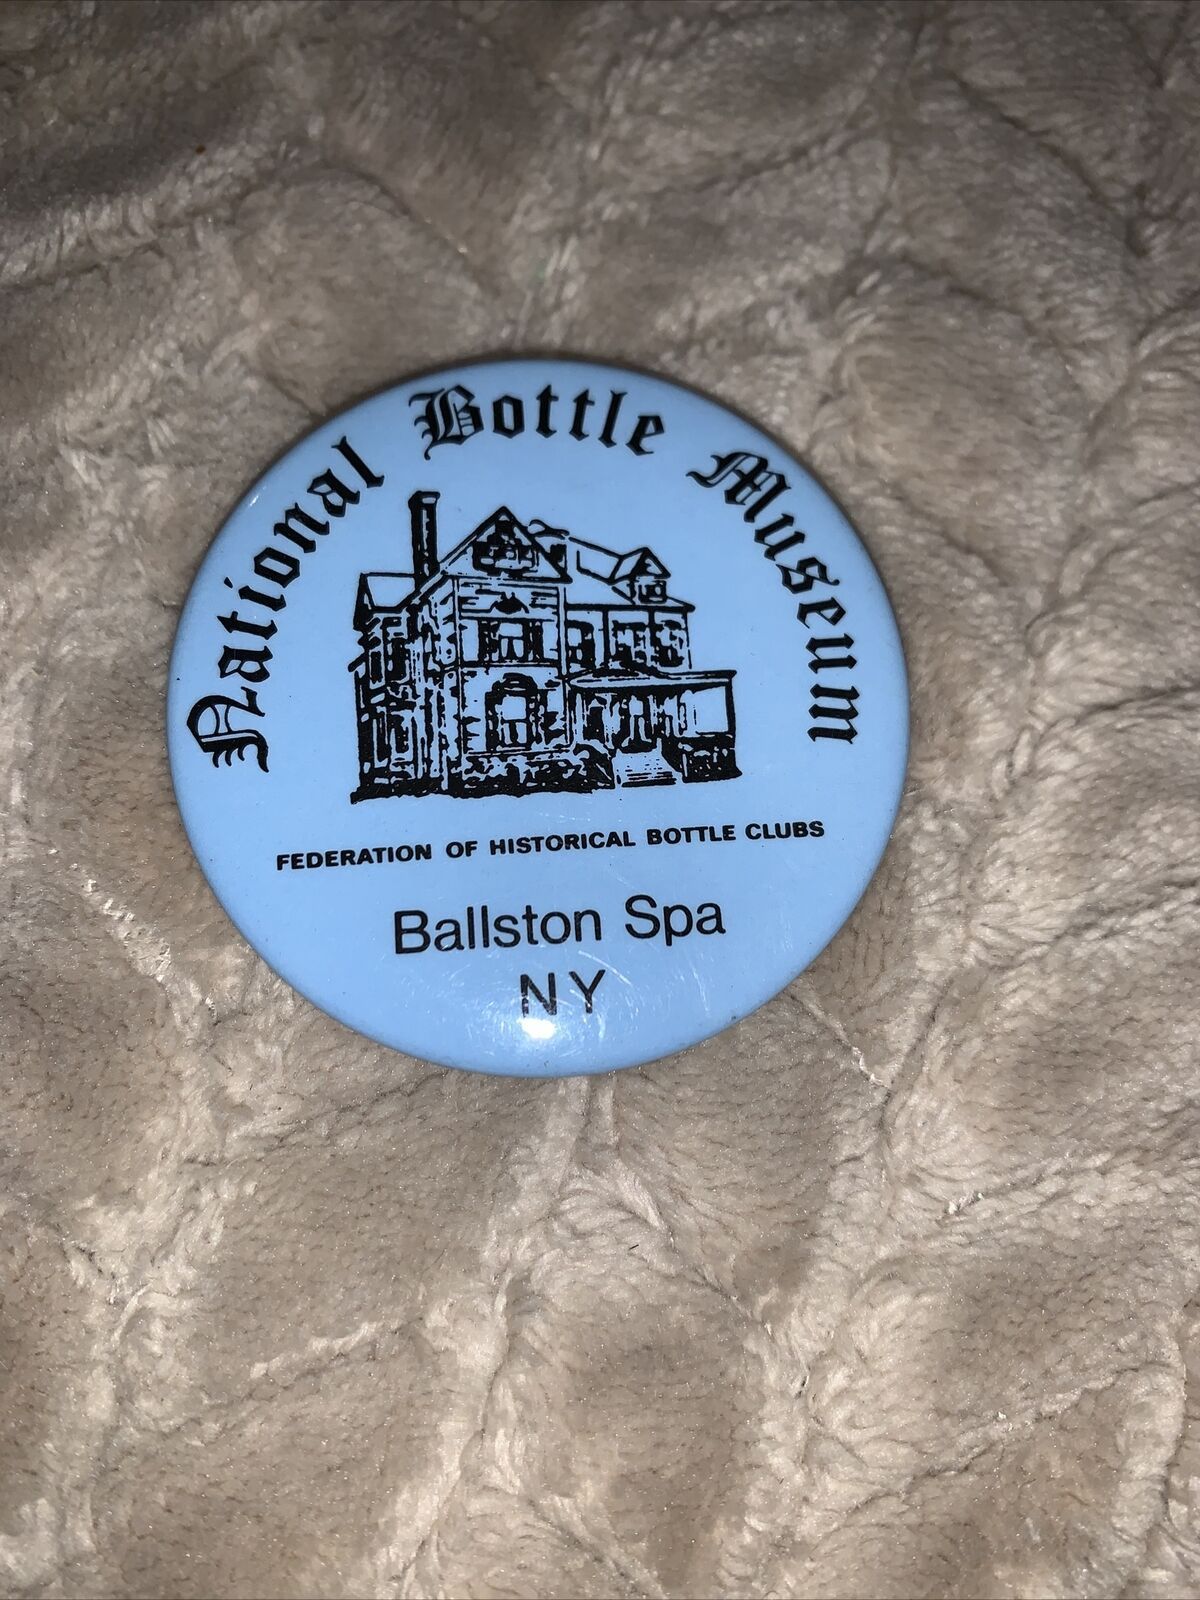 National Bottle Museum
FEDERATION OF HISTORICAL BOTTLE CLUBS
Ballston Spa
NY